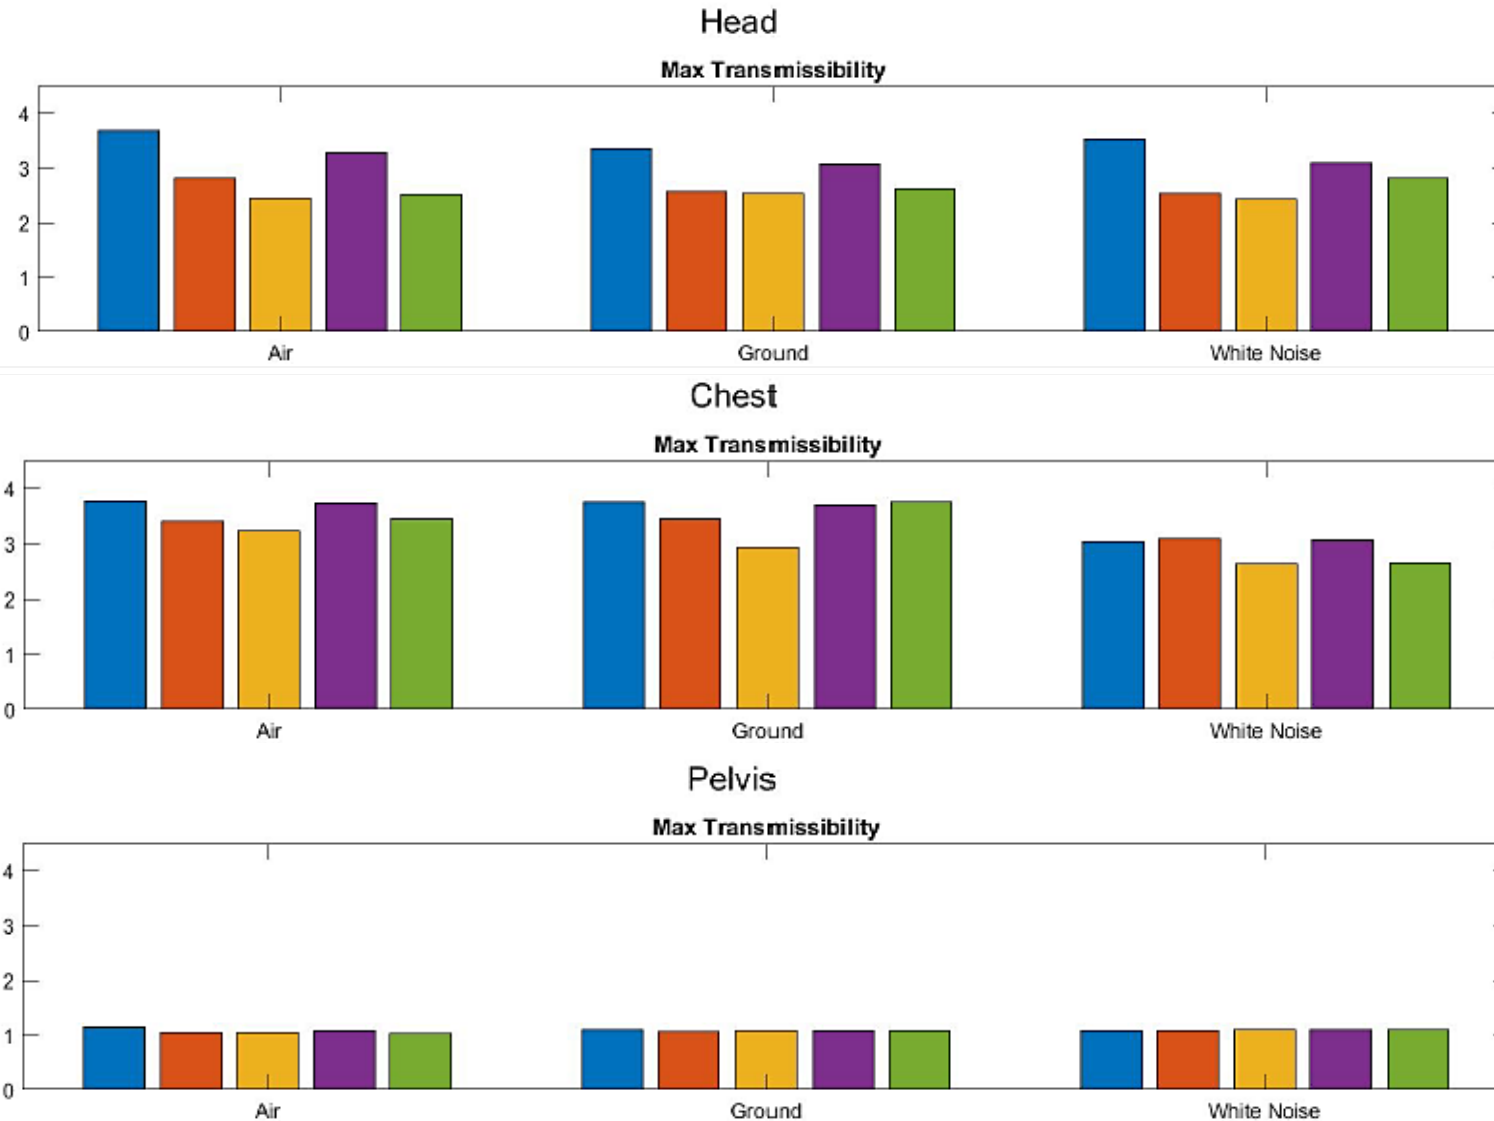 Head
Max Transmissibility
4
3
2
1
0
Air Ground White Noise
Chest
Max Transmissibility
4
3
2
1
0
Air Ground White Noise
Pelvis
Max Transmissibility
4
3
2
1
0
Air Ground White Noise